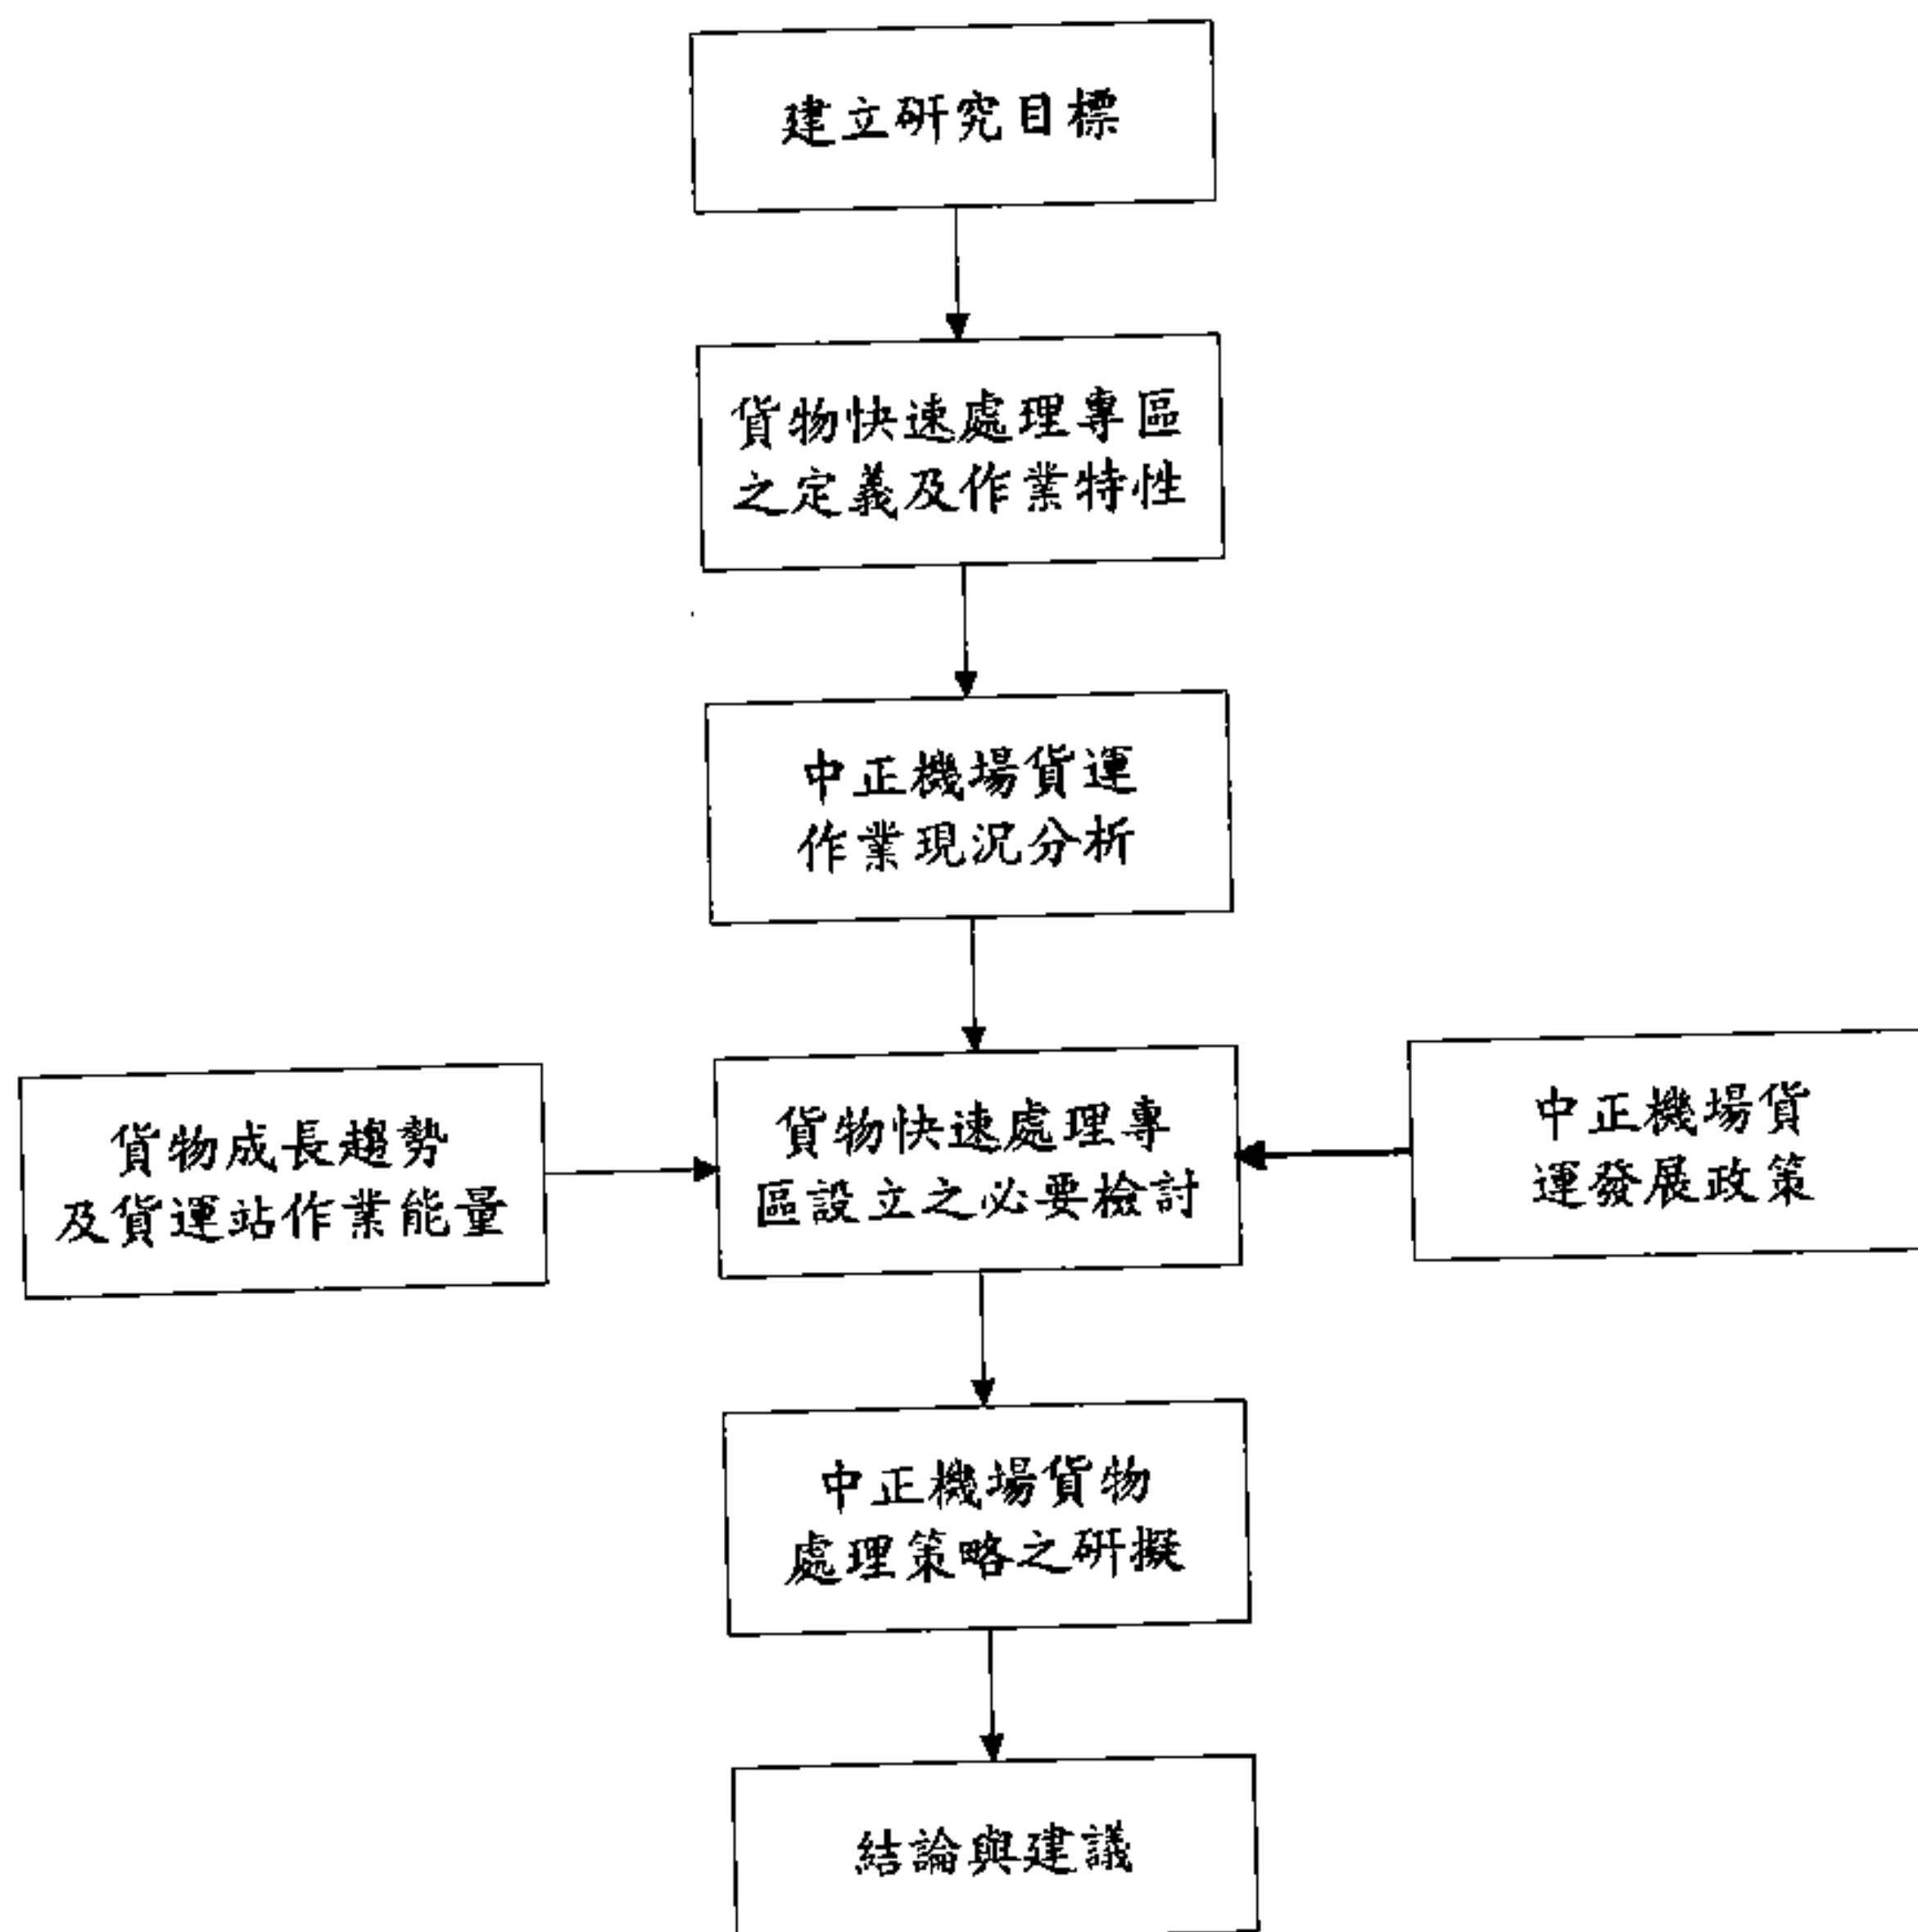 建立研究目標
貨物快速處理專區
之定義及作業特性
中正機場貨運
作業現況分析
貨物成長趨勢
及貨運站作業能量
貨物快速處理專
區設立之必要檢討
中正機場貨
運發展政策
中正機場貨物
處理策略之研擬
結論與建議